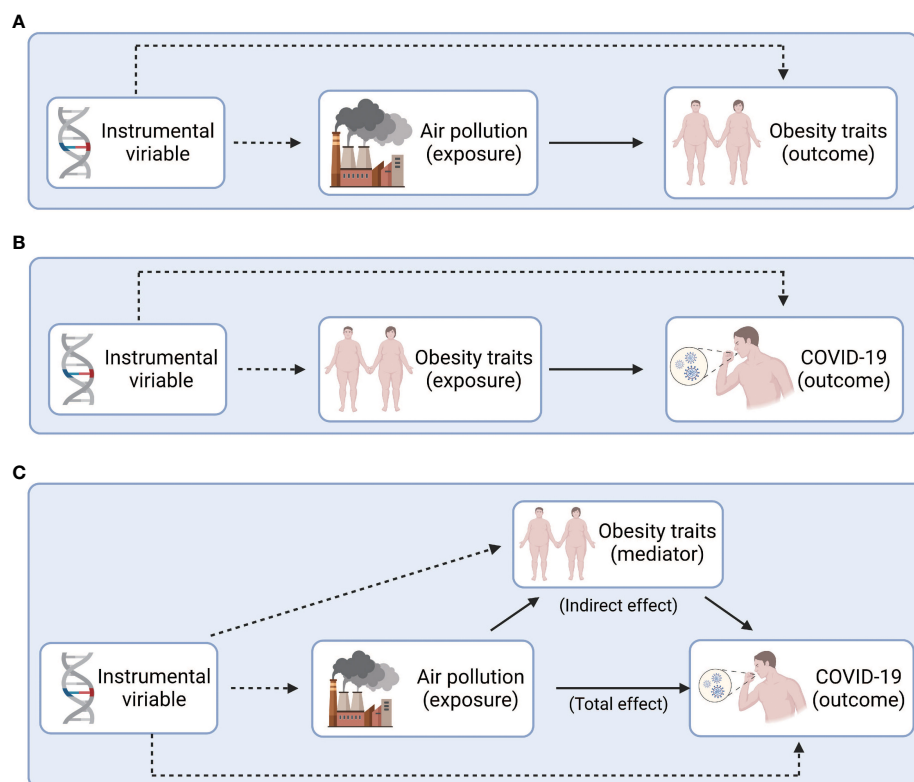 A
Instrumental
viriable
Air pollution
(exposure)
Obesity traits
(outcome)
B
Instrumental
viriable
Obesity traits
(exposure)
COVID-19
(outcome)
C
Obesity traits
(mediator)
(Indirect effect)
Instrumental
viriable
Air pollution
(exposure)
(Total effect)
COVID-19
(outcome)